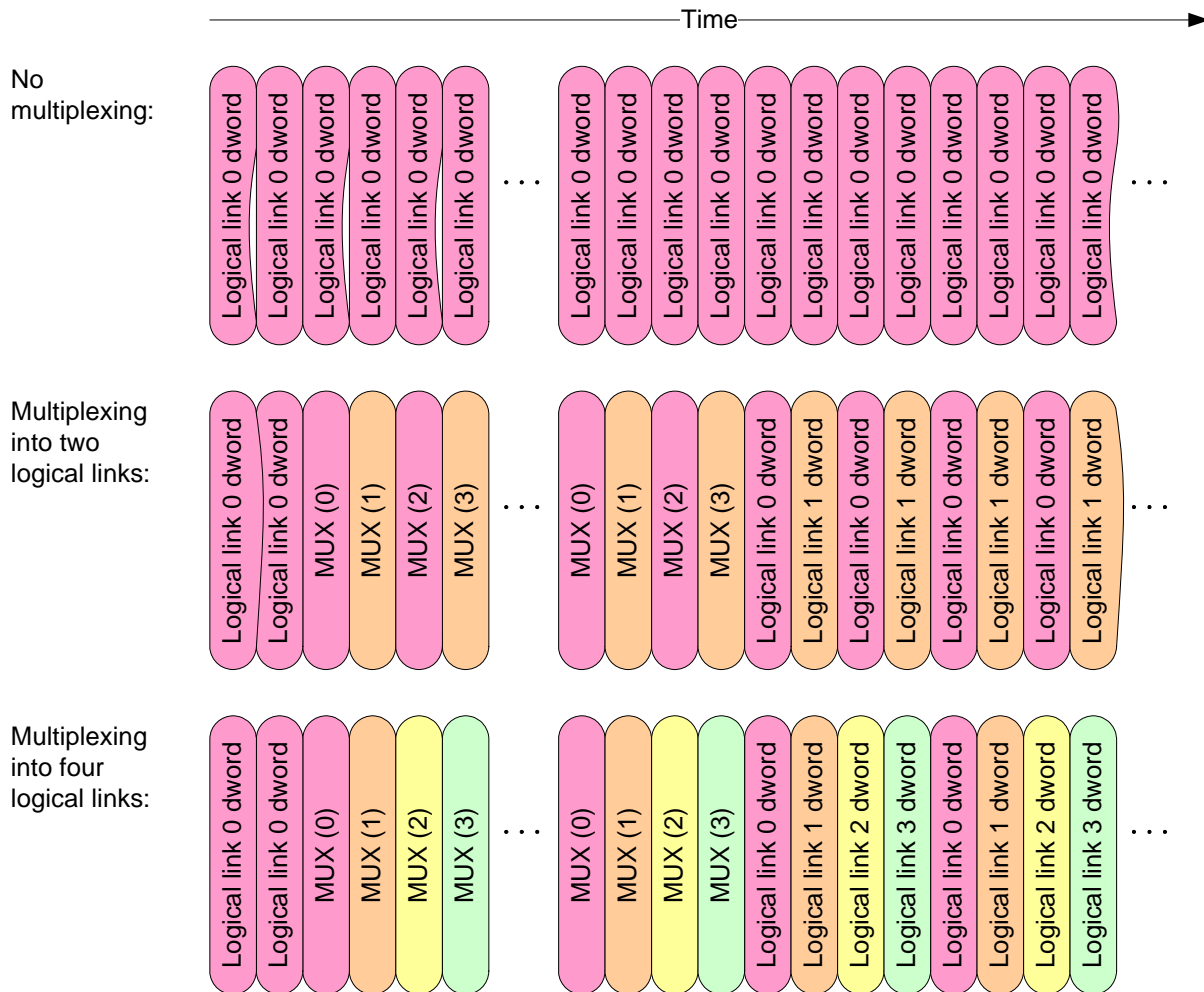 Time
No
multiplexing:
Logical link 0 dword
Logical link 0 dword
Logical link 0 dword
Logical link 0 dword
Logical link 0 dword
Logical link 0 dword
. . .
Logical link 0 dword
Logical link 0 dword
Logical link 0 dword
Logical link 0 dword
Logical link 0 dword
Logical link 0 dword
Logical link 0 dword
Logical link 0 dword
Logical link 0 dword
Logical link 0 dword
Logical link 0 dword
Logical link 0 dword
. . .
Multiplexing
into two
logical links:
Logical link 0 dword
Logical link 0 dword
MUX (0)
MUX (1)
MUX (2)
MUX (3)
. . .
MUX (0)
MUX (1)
MUX (2)
MUX (3)
Logical link 0 dword
Logical link 1 dword
Logical link 0 dword
Logical link 1 dword
Logical link 0 dword
Logical link 1 dword
Logical link 0 dword
Logical link 1 dword
. . .
Multiplexing
into four
logical links:
Logical link 0 dword
Logical link 0 dword
MUX (0)
MUX (1)
MUX (2)
MUX (3)
. . .
MUX (0)
MUX (1)
MUX (2)
MUX (3)
Logical link 0 dword
Logical link 1 dword
Logical link 2 dword
Logical link 3 dword
Logical link 0 dword
Logical link 1 dword
Logical link 2 dword
Logical link 3 dword
. . .